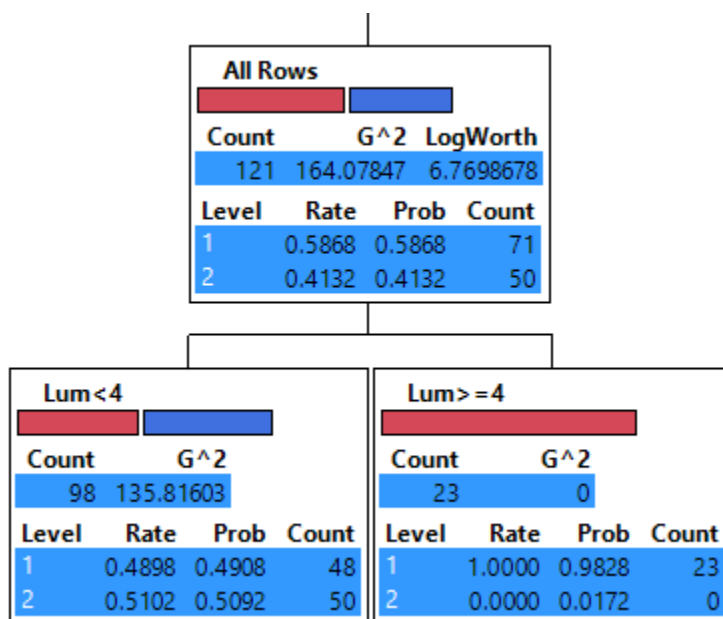 All Rows
Count G^2 LogWorth
121 164.07847 6.7698678
Level Rate Prob Count
1 0.5868 0.5868 71
2 0.4132 0.4132 50
Lum<4
Count G^2
98 135.81603
Level Rate Prob Count
1 0.4898 0.4908 48
2 0.5102 0.5092 50
Lum>=4
Count G^2
23 0
Level Rate Prob Count
1 1.0000 0.9828 23
2 0.0000 0.0172 0